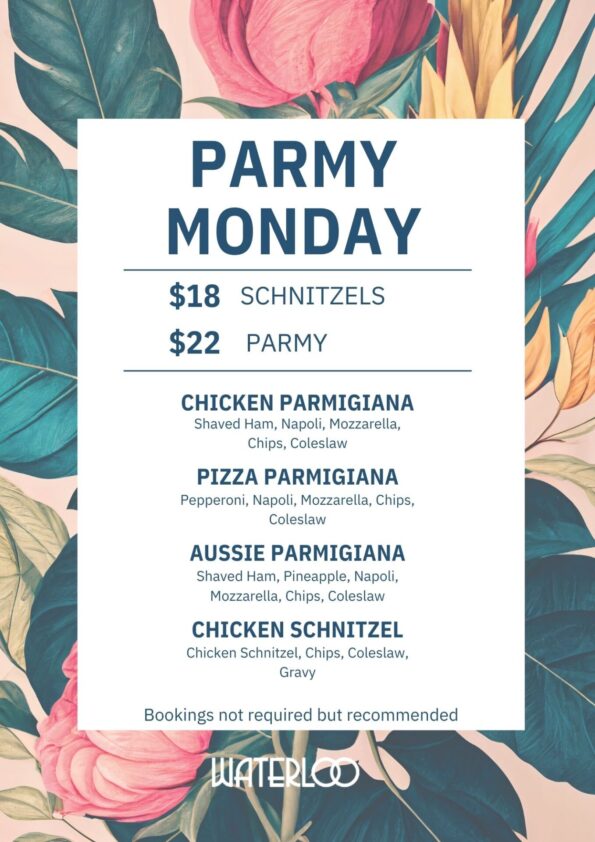 PARMY
MONDAY
$18 SCHNITZELS
$22 PARMY
CHICKEN PARMIGIANA
Shaved Ham, Napoli, Mozzarella,
Chips, Coleslaw
PIZZA PARMIGIANA
Pepperoni, Napoli, Mozzarella, Chips,
Coleslaw
AUSSIE PARMIGIANA
Shaved Ham, Pineapple, Napoli,
Mozzarella, Chips, Coleslaw
CHICKEN SCHNITZEL
Chicken Schnitzel, Chips, Coleslaw,
Gravy
Bookings not required but recommended
WATERLOO